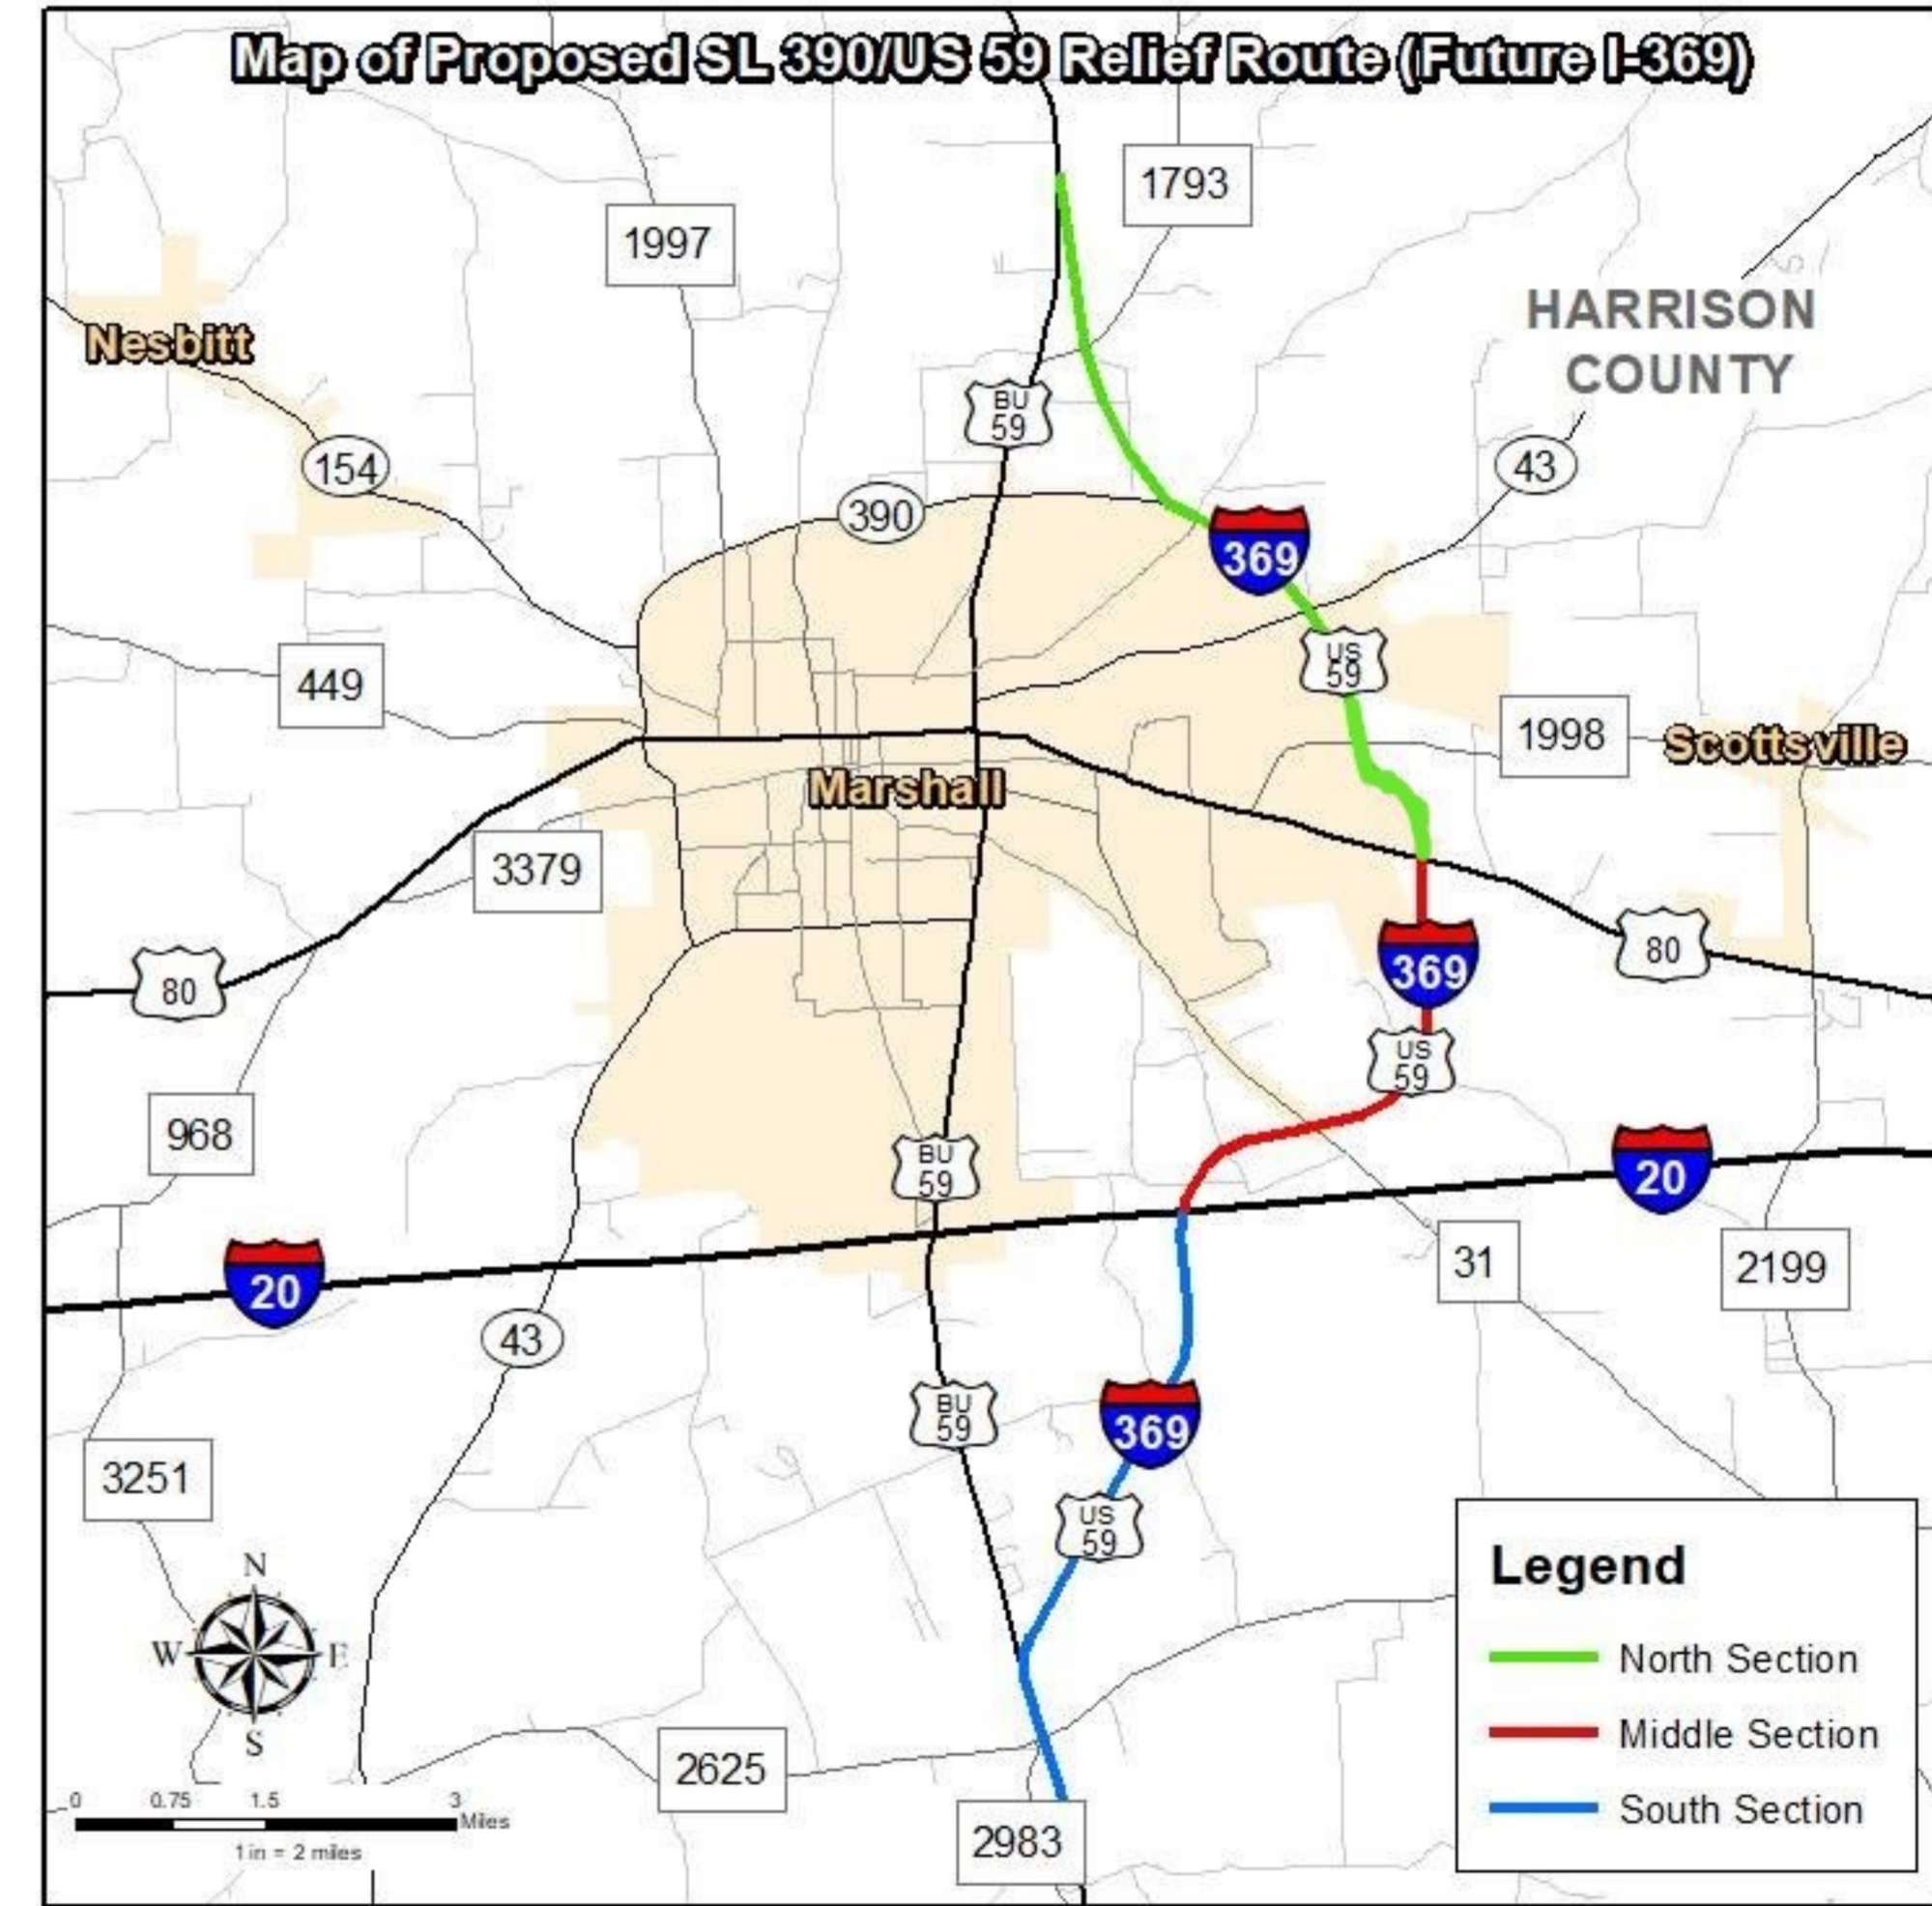 Map of Proposed SL 390/US 59 Relief Route (Future I-369)
1793
1997
HARRISON
COUNTY
Nesbitt
BU
59
154
43
390
369
US
59
449
1998
Scottsville
Marshall
3379
80
80
369
US
59
968
BU
59
20
20
31
2199
43
BU
59
369
3251
US
59
N
W
E
S
2625
2983
0
0.75
1.5
3
Miles
1 in = 2 miles
Legend
North Section
Middle Section
South Section